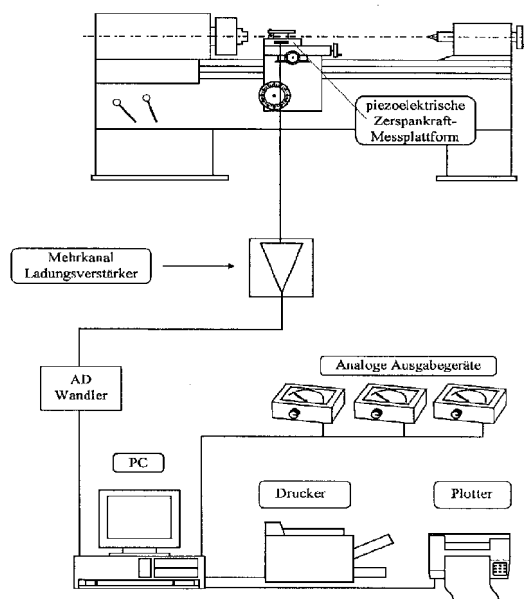 piezoelektrische
Zerspankraft-
Messplattform
Mehrkanal
Ladungsverstärker
Analoge Ausgabegeräte
AD
Wandler
PC
Drucker
Plotter